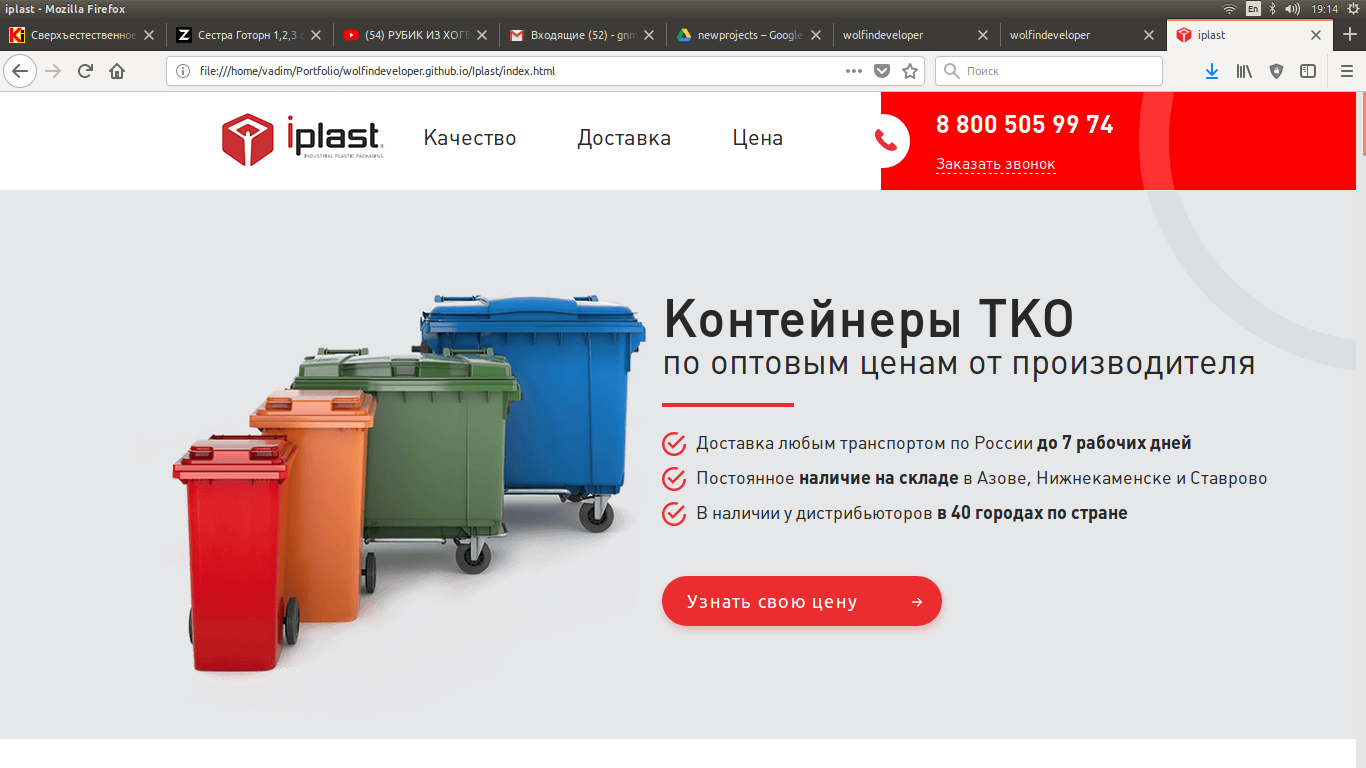 iplast - Mozilla Firefox
En
19:14
Сверхъестественное
Сестра Готорн 1,2,3 с
(54) РУБИК ИЗ ХОГВ
Входящие (52) - gnm
newprojects – Google
wolfindeveloper
wolfindeveloper
iplast
file:///home/vadim/Portfolio/wolfindeveloper.github.io/Iplast/index.html
Поиск
iplast
INDUSTRIAL PLASTIC PACKAGING
Качество
Доставка
Цена
8 800 505 99 74
Заказать звонок
Контейнеры ТКО
по оптовым ценам от производителя
Доставка любым транспортом по России до 7 рабочих дней
Постоянное наличие на складе в Азове, Нижнекаменске и Ставрово
В наличии у дистрибьюторов в 40 городах по стране
Узнать свою цену